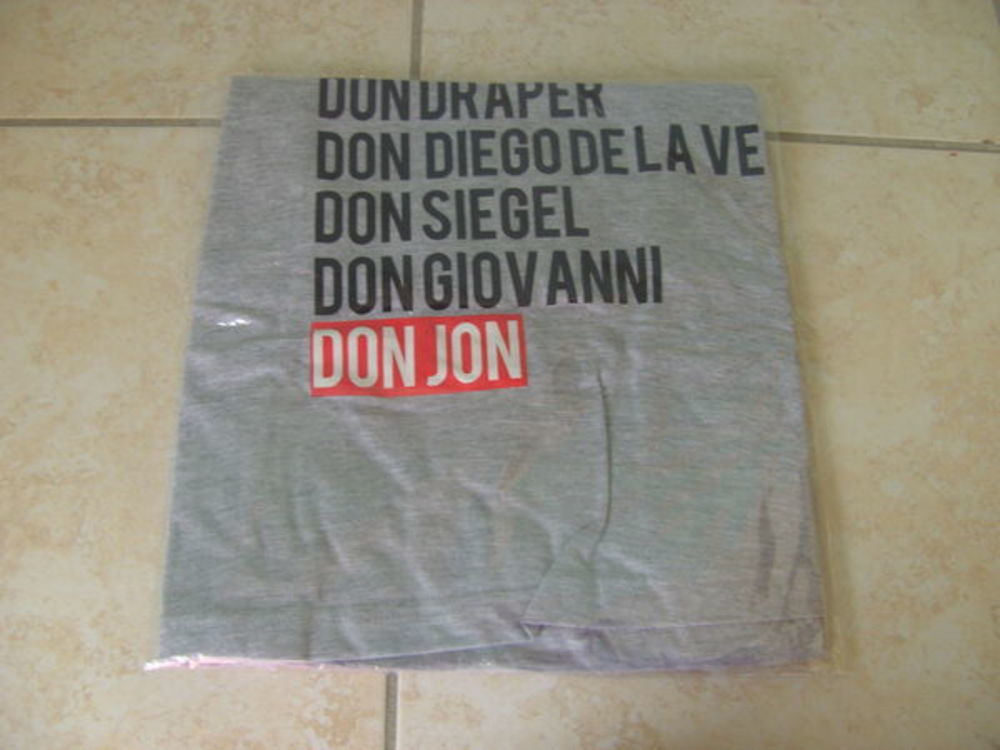 DON DRAPER
DON DIEGO DE LA VE
DON SIEGEL
DON GIOVANNI
DON JON